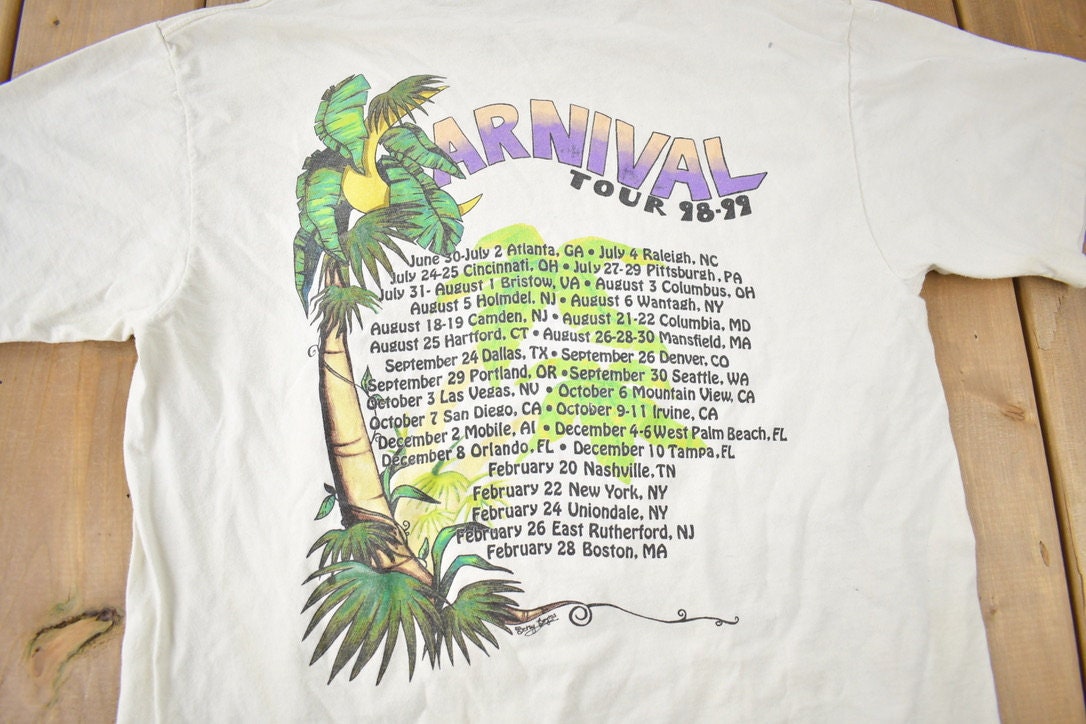 CARNIVAL
TOUR 98-99
June 30-July 2 Atlanta, GA • July 4 Raleigh, NC
July 24-25 Cincinnati, OH • July 27-29 Pittsburgh, PA
July 31- August 1 Bristow, VA • August 3 Columbus, OH
August 5 Holmdel, NJ • August 6 Wantagh, NY
August 18-19 Camden, NJ • August 21-22 Columbia, MD
August 25 Hartford, CT • August 26-28-30 Mansfield, MA
September 24 Dallas, TX • September 26 Denver, CO
September 29 Portland, OR • September 30 Seattle, WA
October 3 Las Vegas, NV • October 6 Mountain View, CA
October 7 San Diego, CA • October 9-11 Irvine, CA
December 2 Mobile, Al • December 4-6 West Palm Beach, FL
December 8 Orlando, FL • December 10 Tampa, FL
February 20 Nashville, TN
February 22 New York, NY
February 24 Uniondale, NY
February 26 East Rutherford, NJ
February 28 Boston, MA